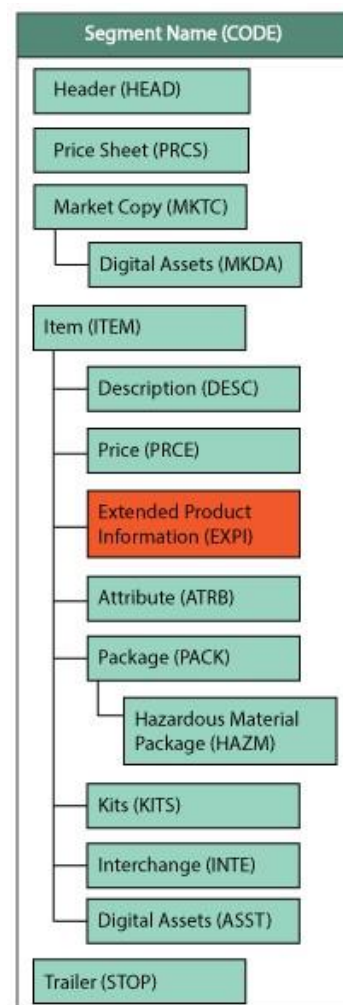 Segment Name (CODE)
Header (HEAD)
Price Sheet (PRCS)
Market Copy (MKTC)
Digital Assets (MKDA)
Item (ITEM)
Description (DESC)
Price (PRCE)
Extended Product
Information (EXPI)
Attribute (ATRB)
Package (PACK)
Hazardous Material
Package (HAZM)
Kits (KITS)
Interchange (INTE)
Digital Assets (ASST)
Trailer (STOP)